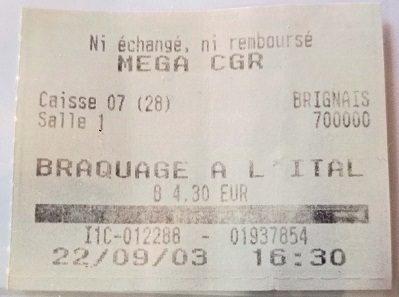 Ni échangé, ni remboursé
MEGA CGR
Caisse 07 (28) BRIGNAIS
Salle 1 700000
BRAQUAGE A L'ITAL
B 4.30 EUR
I1C-012288 - 01937854
22/09/03 16:30